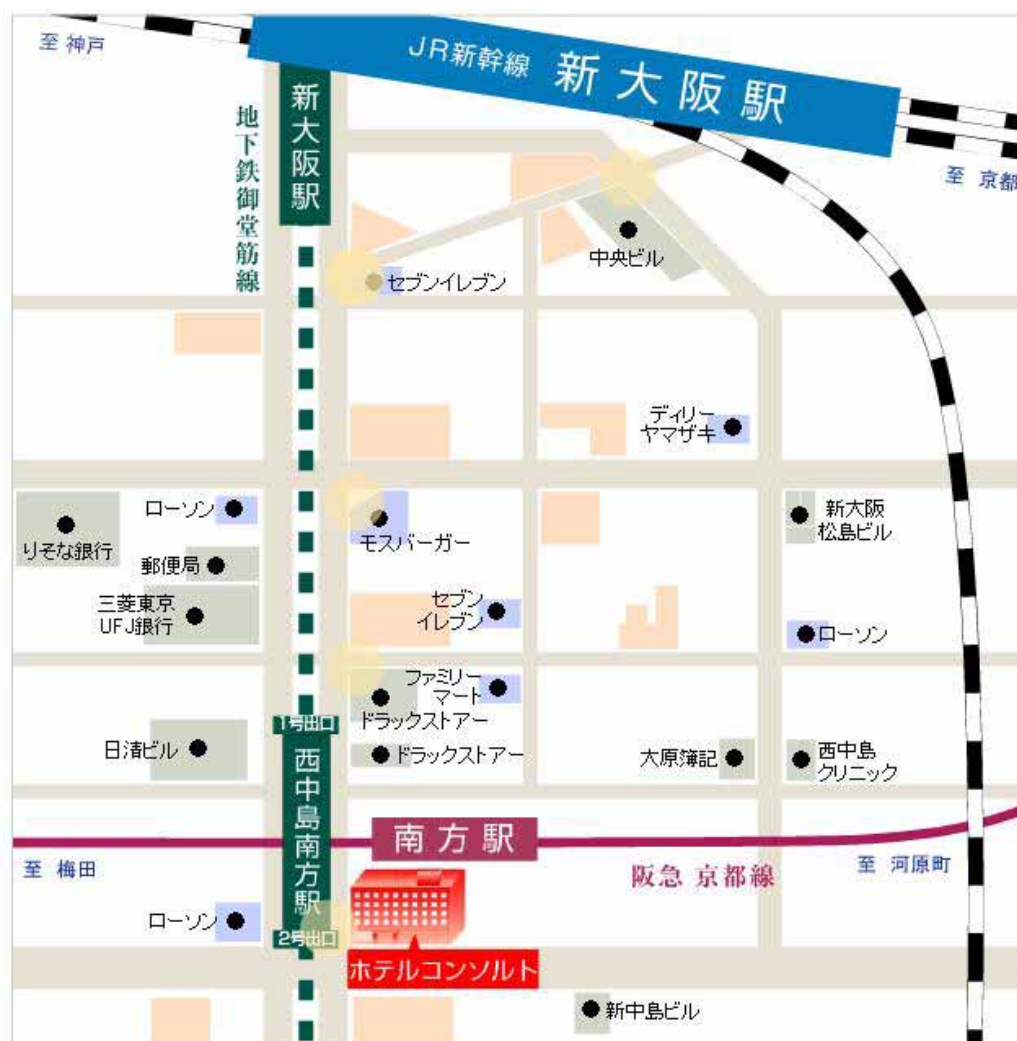 至 神戸
JR新幹線 新大阪駅
至 京都
新大阪駅
地下鉄御堂筋線
中央ビル
セブンイレブン
ディリー
ヤマザキ
ローソン
りそな銀行
モスバーガー
新大阪
松島ビル
郵便局
三菱東京
UFJ銀行
セブン
イレブン
ローソン
ファミリー
マート
ドラックストアー
1号出口
日清ビル
ドラックストアー
大原簿記
西中島
クリニック
西中島南方駅
南方駅
至 梅田
阪急 京都線
至 河原町
ローソン
2号出口
ホテルコンソルト
新中島ビル